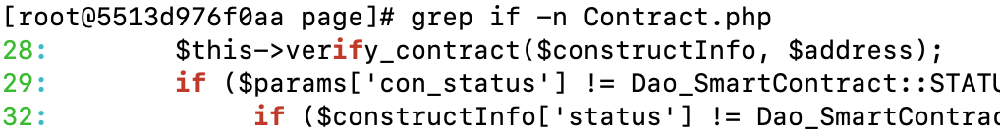 [root@5513d976f0aa page]# grep if -n Contract.php
28:        $this->verify_contract($constructInfo, $address);
29:        if ($params['con_status'] != Dao_SmartContract::STATU
32:            if ($constructInfo['status'] != Dao_SmartContrac